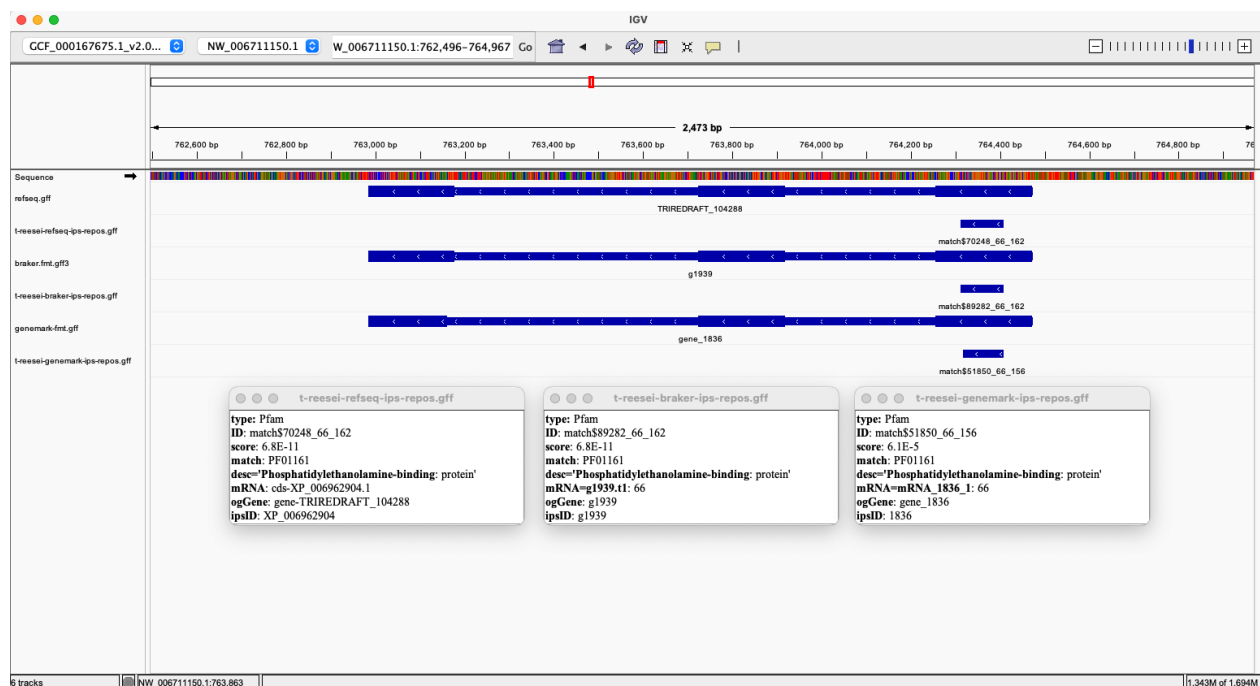 IGV
GCF_000167675.1_v2.0... NW_006711150.1 W_006711150.1:762,496-764,967 Go
2,473 bp
762,600 bp 762,800 bp 763,000 bp 763,200 bp 763,400 bp 763,600 bp 763,800 bp 764,000 bp 764,200 bp 764,400 bp 764,600 bp 764,800 bp 76
Sequence
refseq.gff
TRIREDRAFT_104288
t-reesei-refseq-ips-repos.gff
match$70248_66_162
braker.fmt.gff3
g1939
t-reesei-braker-ips-repos.gff
match$89282_66_162
genemark-fmt.gff
gene_1836
t-reesei-genemark-ips-repos.gff
match$51850_66_156
t-reesei-refseq-ips-repos.gff
type: Pfam
ID: match$70248_66_162
score: 6.8E-11
match: PF01161
desc='Phosphatidylethanolamine-binding: protein'
mRNA: cds-XP_006962904.1
ogGene: gene-TRIREDRAFT_104288
ipsID: XP_006962904
t-reesei-braker-ips-repos.gff
type: Pfam
ID: match$89282_66_162
score: 6.8E-11
match: PF01161
desc='Phosphatidylethanolamine-binding: protein'
mRNA=g1939.t1: 66
ogGene: g1939
ipsID: g1939
t-reesei-genemark-ips-repos.gff
type: Pfam
ID: match$51850_66_156
score: 6.1E-5
match: PF01161
desc='Phosphatidylethanolamine-binding: protein'
mRNA=mRNA_1836_1: 66
ogGene: gene_1836
ipsID: 1836
6 tracks NW_006711150.1:763,863 1,343M of 1,694M